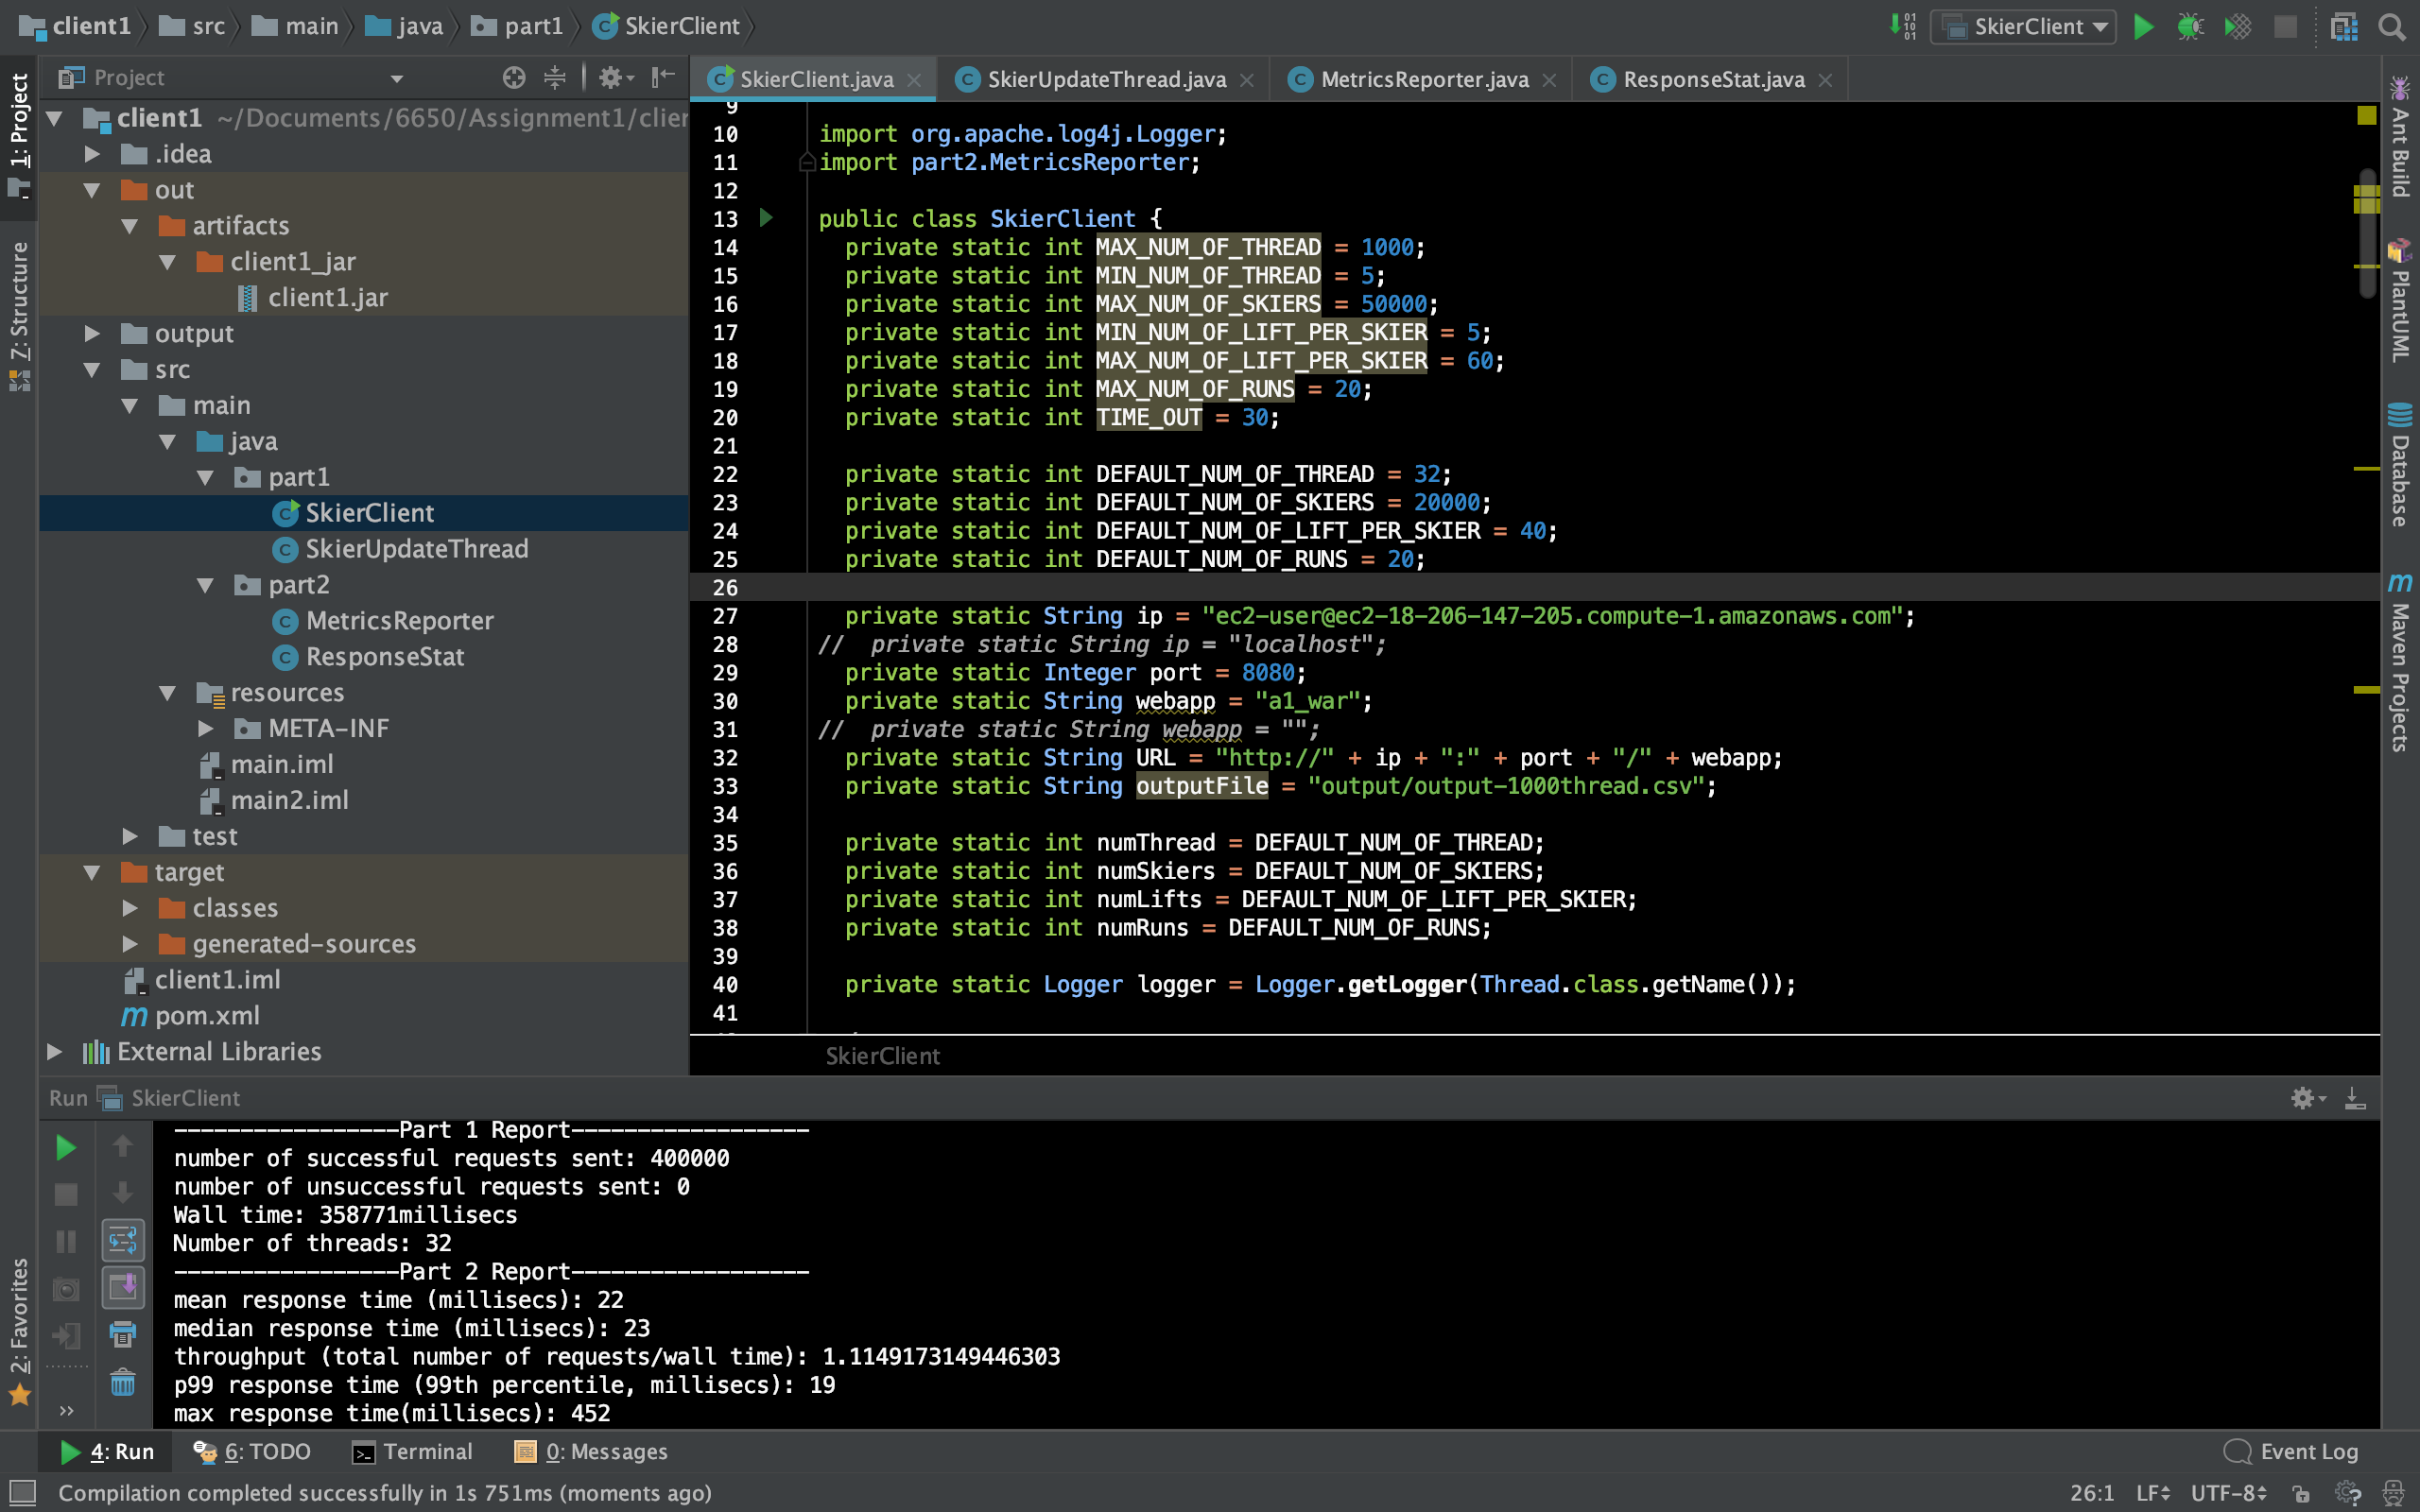 client1 src main java part1 SkierClient
SkierClient
Project
SkierClient.java SkierUpdateThread.java MetricsReporter.java ResponseStat.java
1: Project
Z: Structure
2: Favorites
client1 ~/Documents/6650/Assignment1/clier
.idea
out
artifacts
client1_jar
client1.jar
output
src
main
java
part1
SkierClient
SkierUpdateThread
part2
MetricsReporter
ResponseStat
resources
META-INF
main.iml
main2.iml
test
target
classes
generated-sources
client1.iml
pom.xml
External Libraries
9
10 import org.apache.log4j.Logger;
11 import part2.MetricsReporter;
12
13 public class SkierClient {
14 private static int MAX_NUM_OF_THREAD = 1000;
15 private static int MIN_NUM_OF_THREAD = 5;
16 private static int MAX_NUM_OF_SKIERS = 50000;
17 private static int MIN_NUM_OF_LIFT_PER_SKIER = 5;
18 private static int MAX_NUM_OF_LIFT_PER_SKIER = 60;
19 private static int MAX_NUM_OF_RUNS = 20;
20 private static int TIME_OUT = 30;
21
22 private static int DEFAULT_NUM_OF_THREAD = 32;
23 private static int DEFAULT_NUM_OF_SKIERS = 20000;
24 private static int DEFAULT_NUM_OF_LIFT_PER_SKIER = 40;
25 private static int DEFAULT_NUM_OF_RUNS = 20;
26
27 private static String ip = "ec2-user@ec2-18-206-147-205.compute-1.amazonaws.com";
28 // private static String ip = "localhost";
29 private static Integer port = 8080;
30 private static String webapp = "a1_war";
31 // private static String webapp = "";
32 private static String URL = "http://" + ip + ":" + port + "/" + webapp;
33 private static String outputFile = "output/output-1000thread.csv";
34
35 private static int numThread = DEFAULT_NUM_OF_THREAD;
36 private static int numSkiers = DEFAULT_NUM_OF_SKIERS;
37 private static int numLifts = DEFAULT_NUM_OF_LIFT_PER_SKIER;
38 private static int numRuns = DEFAULT_NUM_OF_RUNS;
39
40 private static Logger logger = Logger.getLogger(Thread.class.getName());
41
SkierClient
Ant Build
PlantUML
Database
Maven Projects
Run SkierClient
-----------------Part 1 Report------------------
number of successful requests sent: 400000
number of unsuccessful requests sent: 0
Wall time: 358771millisecs
Number of threads: 32
-----------------Part 2 Report------------------
mean response time (millisecs): 22
median response time (millisecs): 23
throughput (total number of requests/wall time): 1.1149173149446303
p99 response time (99th percentile, millisecs): 19
max response time(millisecs): 452
4: Run 6: TODO Terminal 0: Messages Event Log
Compilation completed successfully in 1s 751ms (moments ago) 26:1 LF UTF-8